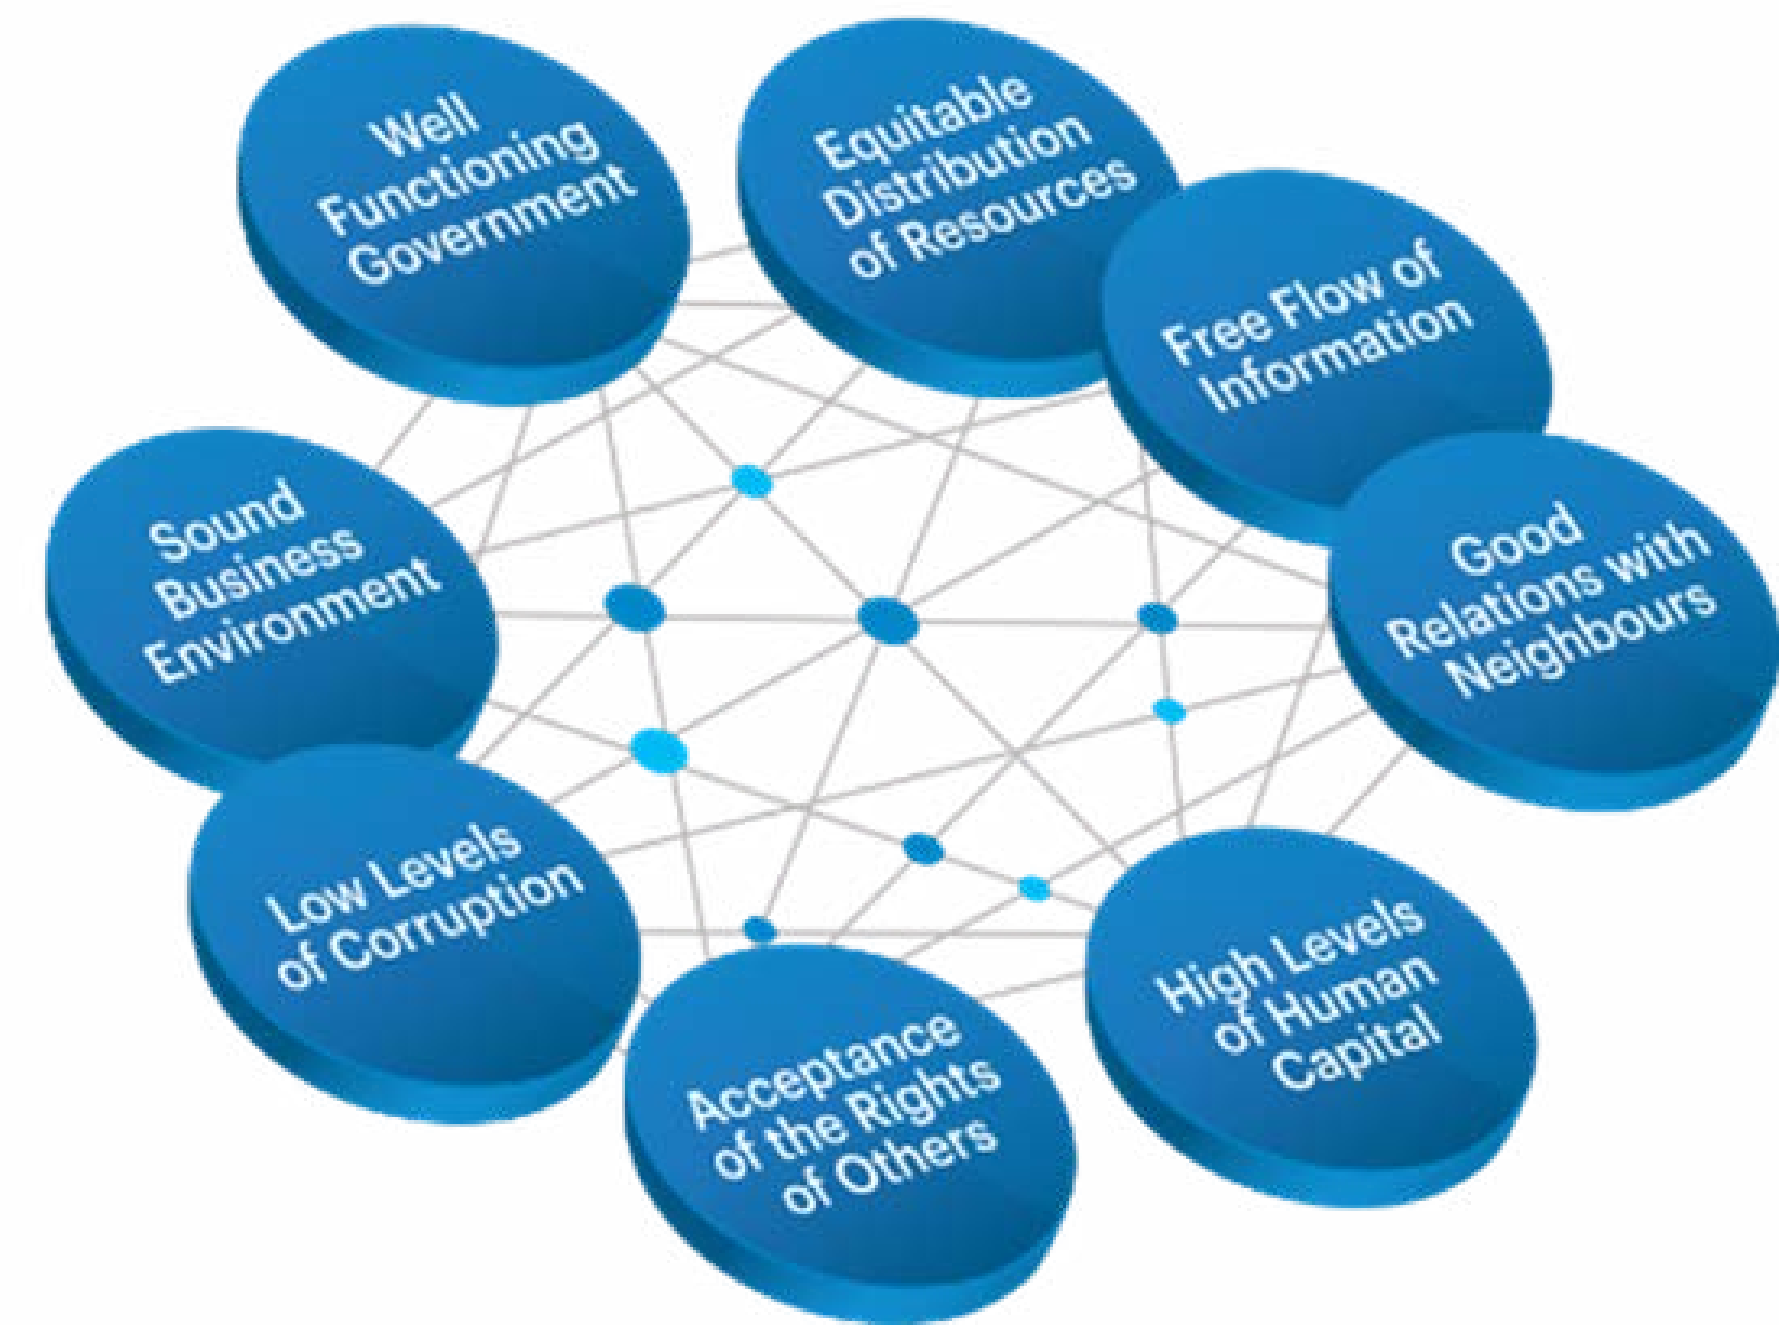 Well
Functioning
Government
Equitable
Distribution
of Resources
Free Flow of
Information
Good
Relations with
Neighbours
High Levels
of Human
Capital
Acceptance
of the Rights
of Others
Low Levels
of Corruption
Sound
Business
Environment